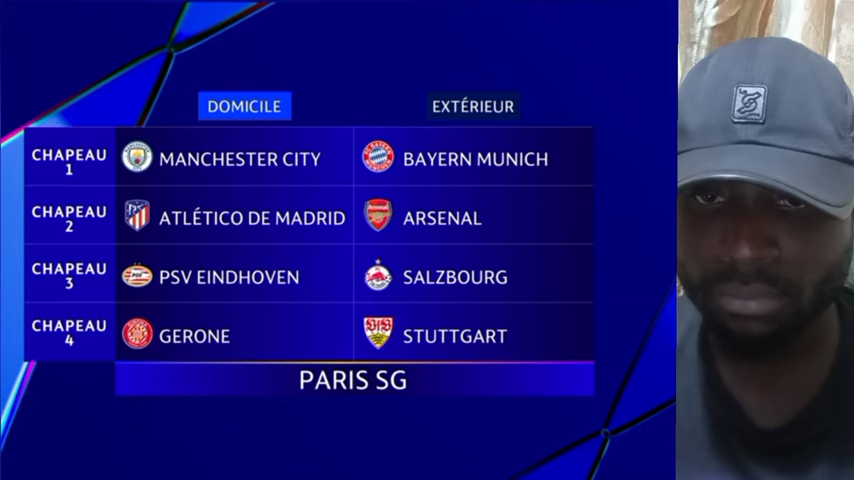 DOMICILE EXTÉRIEUR
CHAPEAU 1 MANCHESTER CITY BAYERN MUNICH
CHAPEAU 2 ATLÉTICO DE MADRID ARSENAL
CHAPEAU 3 PSV EINDHOVEN SALZBOURG
CHAPEAU 4 GERONE STUTTGART
PARIS SG